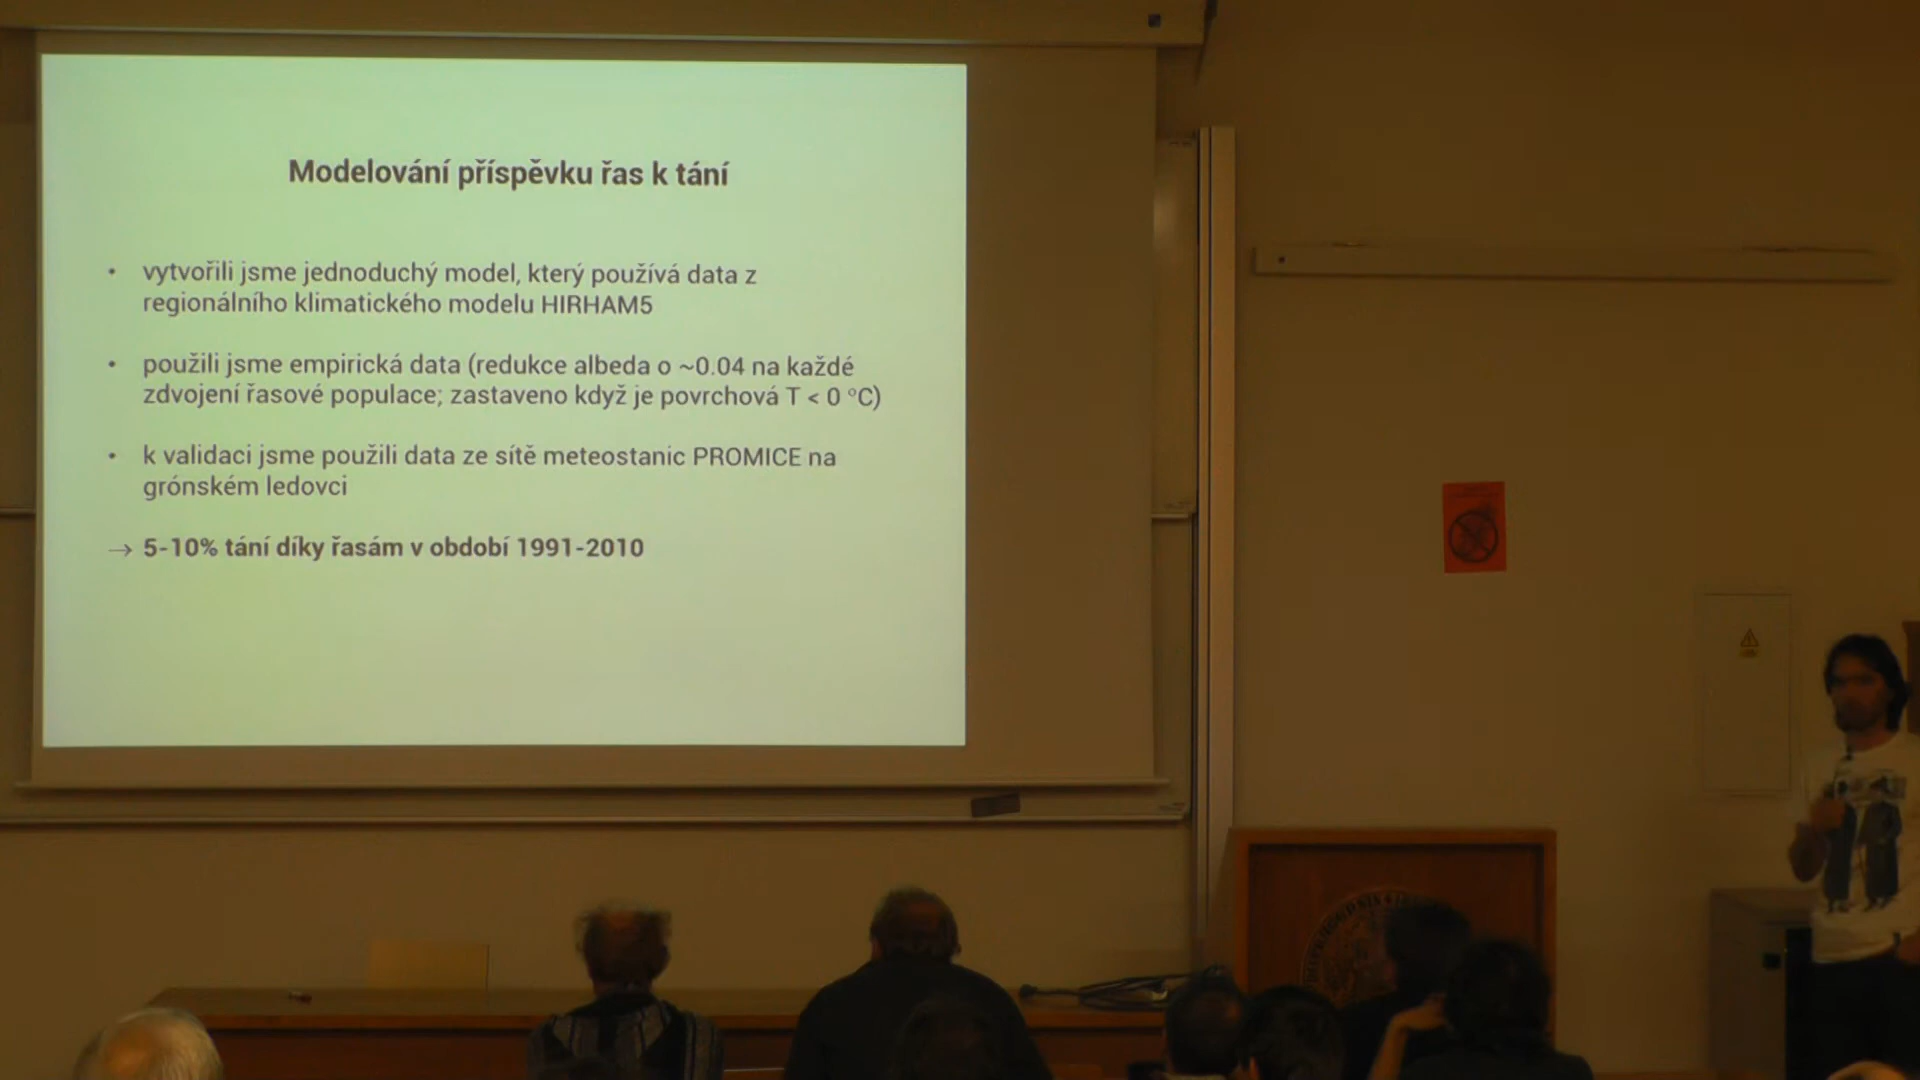 Modelování příspěvku řas k tání
• vytvořili jsme jednoduchý model, který používá data z
regionálního klimatického modelu HIRHAM5
• použili jsme empirická data (redukce albeda o ~0.04 na každé
zdvojení řasové populace; zastaveno když je povrchová T < 0 °C)
• k validaci jsme použili data ze sítě meteostanic PROMICE na
grónském ledovci
→ 5-10% tání díky řasám v období 1991-2010